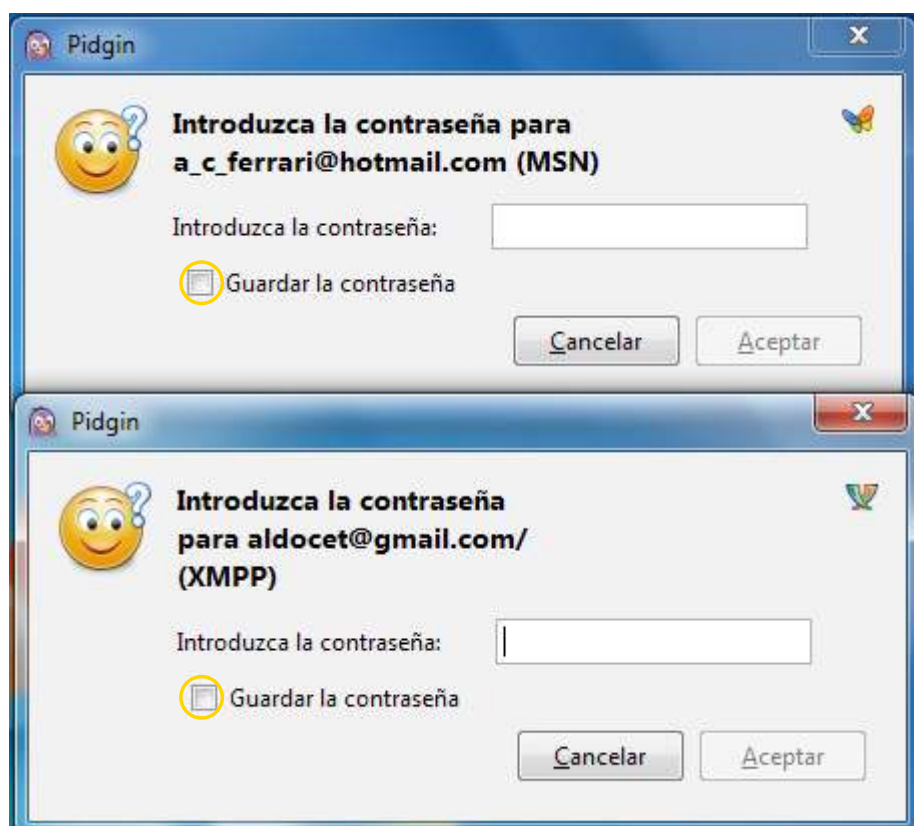 Pidgin
Introduzca la contraseña para
a_c_ferrari@hotmail.com (MSN)
Introduzca la contraseña:
Guardar la contraseña
Cancelar Aceptar
Pidgin
Introduzca la contraseña
para aldocet@gmail.com/
(XMPP)
Introduzca la contraseña:
Guardar la contraseña
Cancelar Aceptar